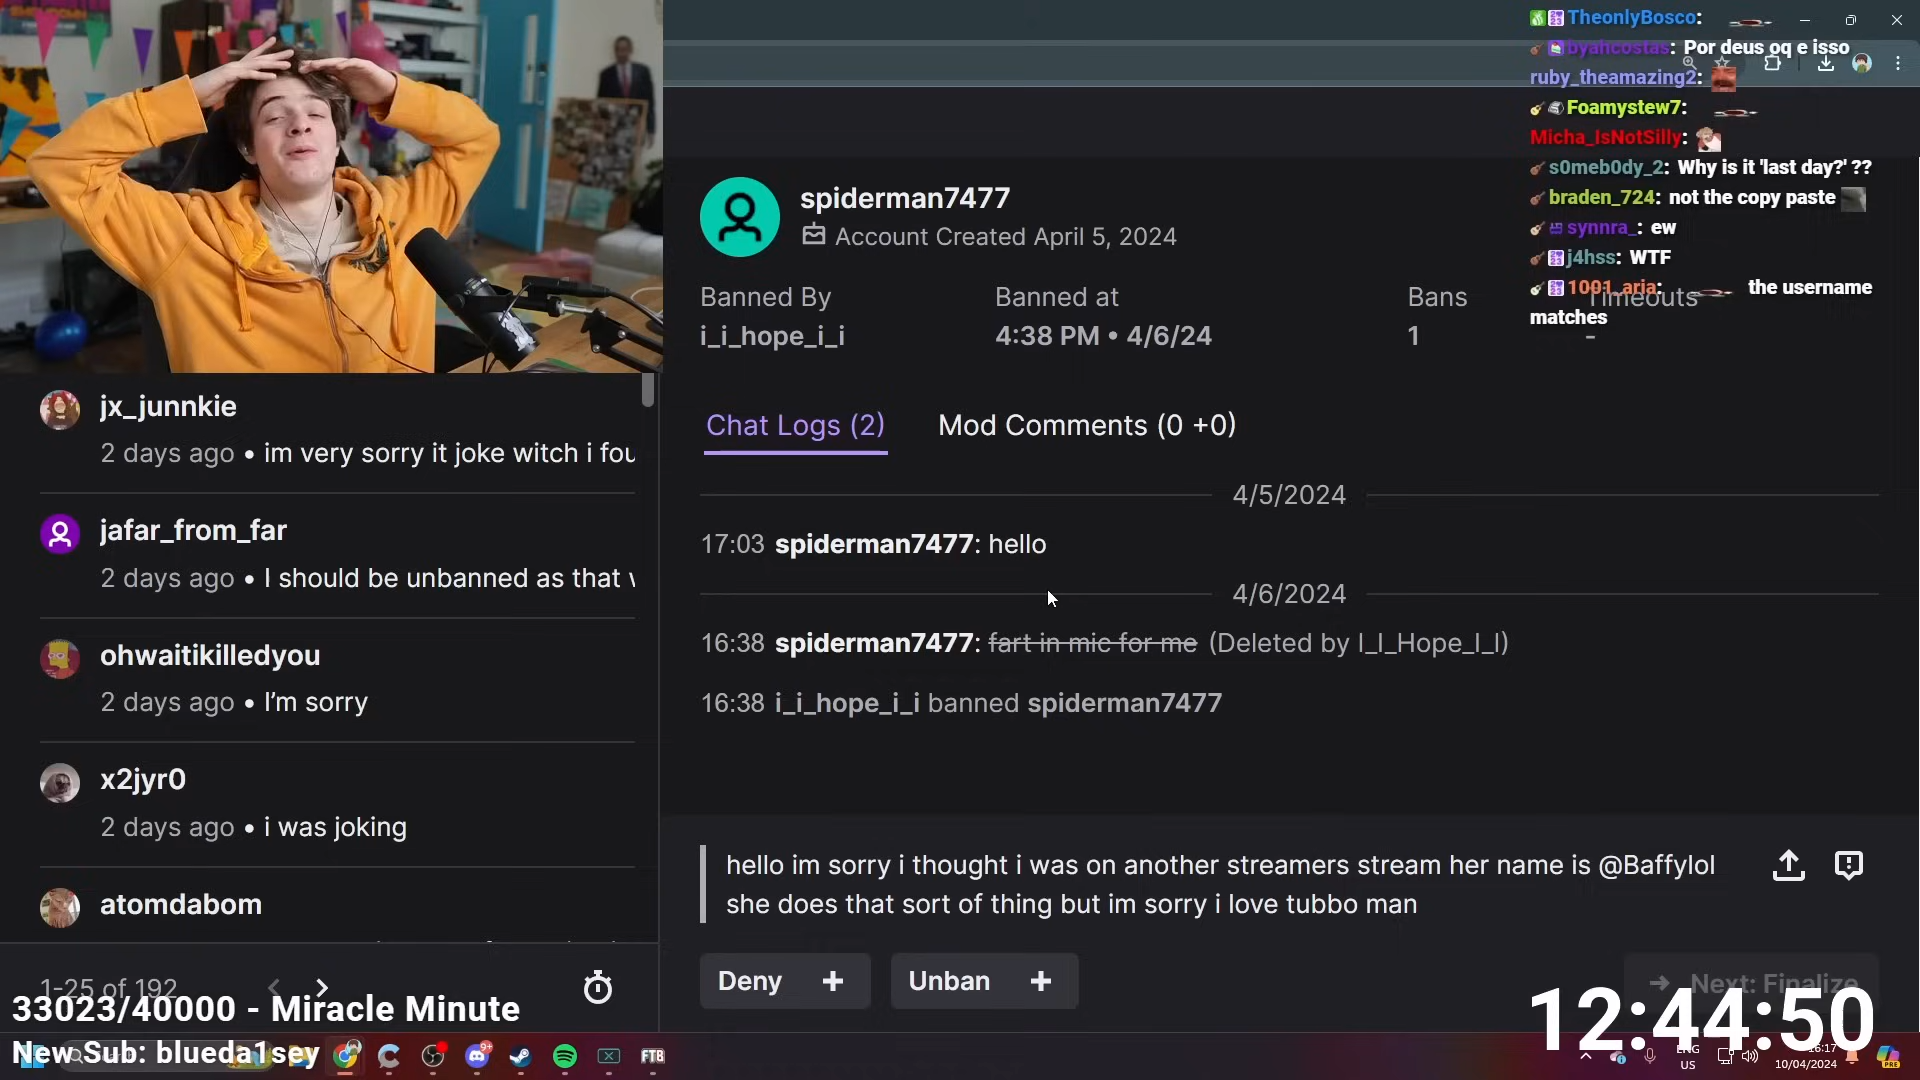 TheonlyBosco:
byahcostas: Por deus oq e isso
ruby_theamazing2:
Foamystew7:
Micha_IsNotSilly:
s0meb0dy_2: Why is it 'last day?' ??
braden_724: not the copy paste
synnra_: ew
j4hss: WTF
1001_aria: the username
matches
spiderman7477
Account Created April 5, 2024
Banned By
i_i_hope_i_i
Banned at
4:38 PM • 4/6/24
Bans
1
Timeouts
-
Chat Logs (2)
Mod Comments (0 +0)
4/5/2024
17:03 spiderman7477: hello
4/6/2024
16:38 spiderman7477: fart in mic for me (Deleted by I_I_Hope_I_I)
16:38 i_i_hope_i_i banned spiderman7477
hello im sorry i thought i was on another streamers stream her name is @Baffylol
she does that sort of thing but im sorry i love tubbo man
Deny +
Unban +
Next: Finalize
jx_junnkie
2 days ago • im very sorry it joke witch i fou
jafar_from_far
2 days ago • I should be unbanned as that
ohwaitikilledyou
2 days ago • I'm sorry
x2jyr0
2 days ago • i was joking
atomdabom
1-25 of 192
33023/40000 - Miracle Minute
New Sub: blueda1sey
12:44:50
FT8
ENG
US
16:17
10/04/2024